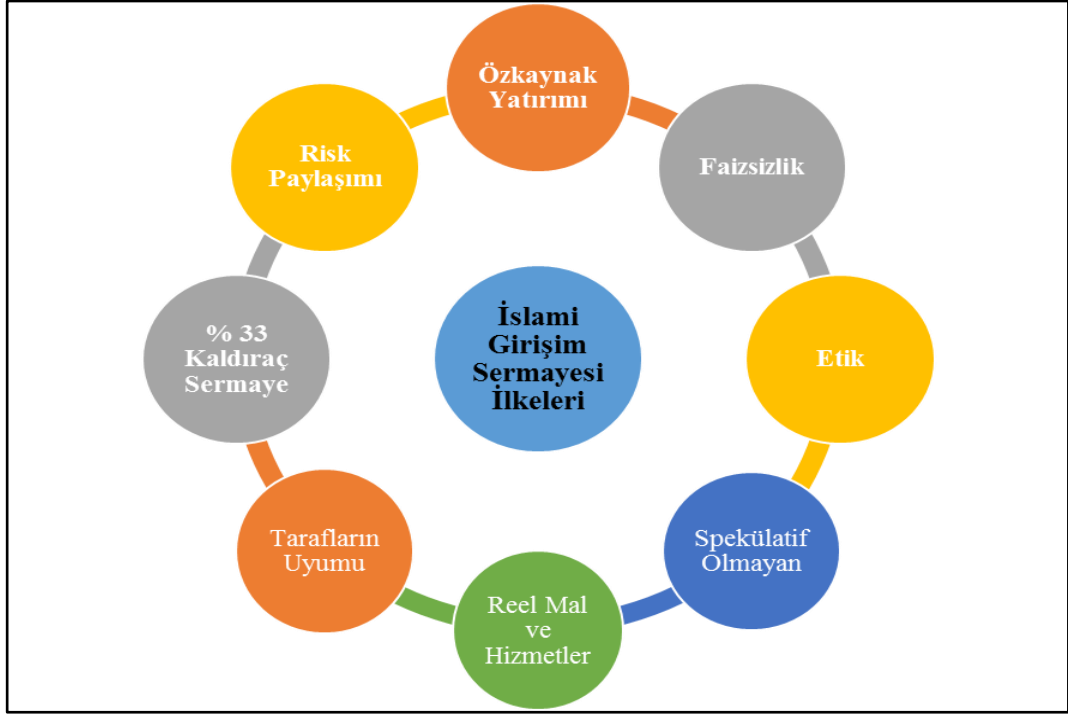 Özkaynak
Yatırımı
Faizsizlik
Etik
Spekülatif
Olmayan
Reel Mal
ve
Hizmetler
Tarafların
Uyumu
% 33
Kaldıraç
Sermaye
Risk
Paylaşımı
İslami
Girişim
Sermayesi
İlkeleri